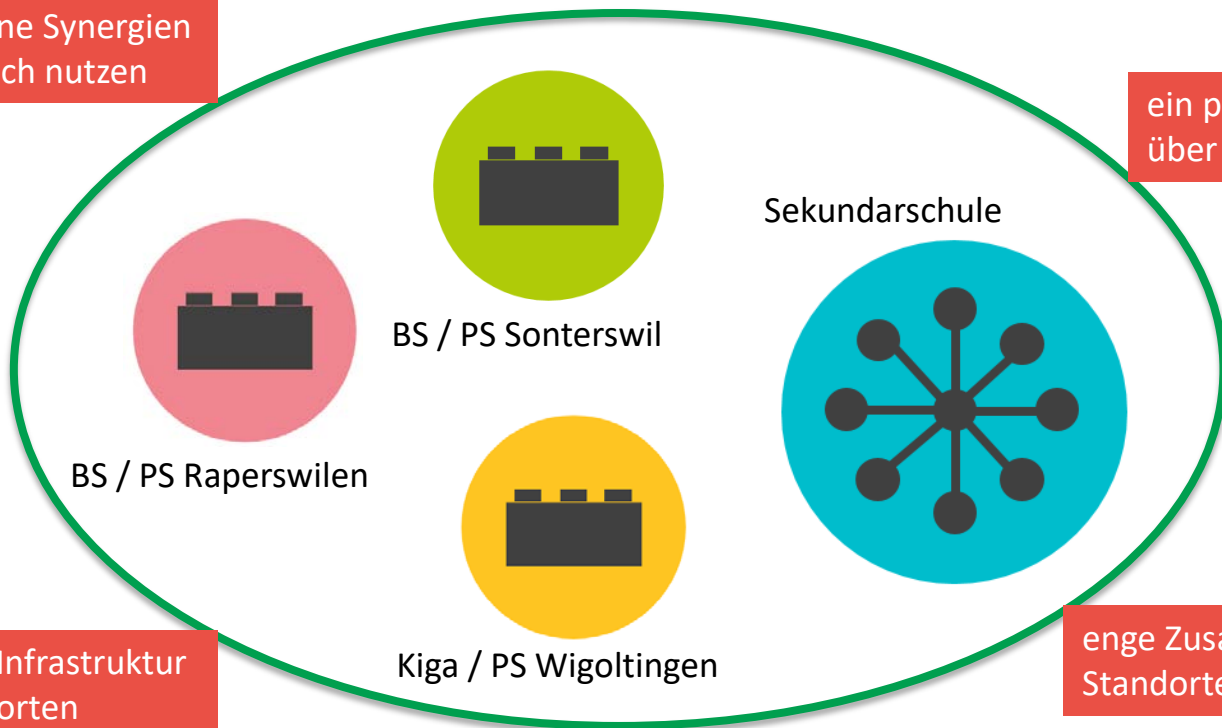 ne Synergien
ch nutzen
ein p
über
Sekundarschule
BS / PS Sonterswil
BS / PS Raperswilen
Kiga / PS Wigoltingen
Infrastruktur
orten
enge Zusa
Standorte